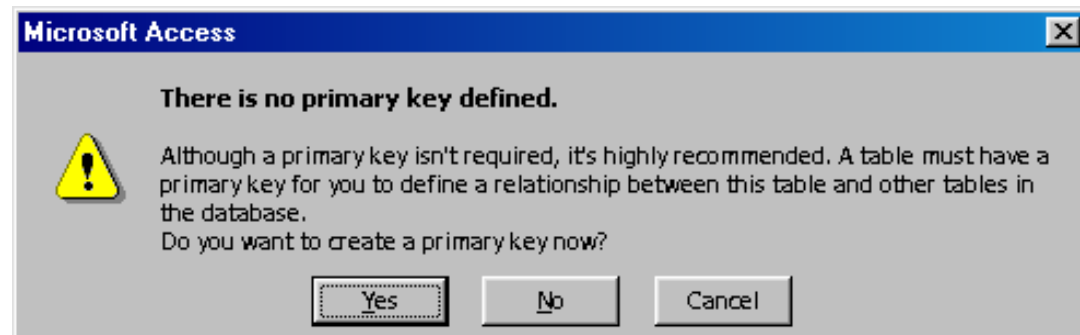 Microsoft Access
There is no primary key defined.
Although a primary key isn't required, it's highly recommended. A table must have a
primary key for you to define a relationship between this table and other tables in
the database.
Do you want to create a primary key now?
Yes No Cancel